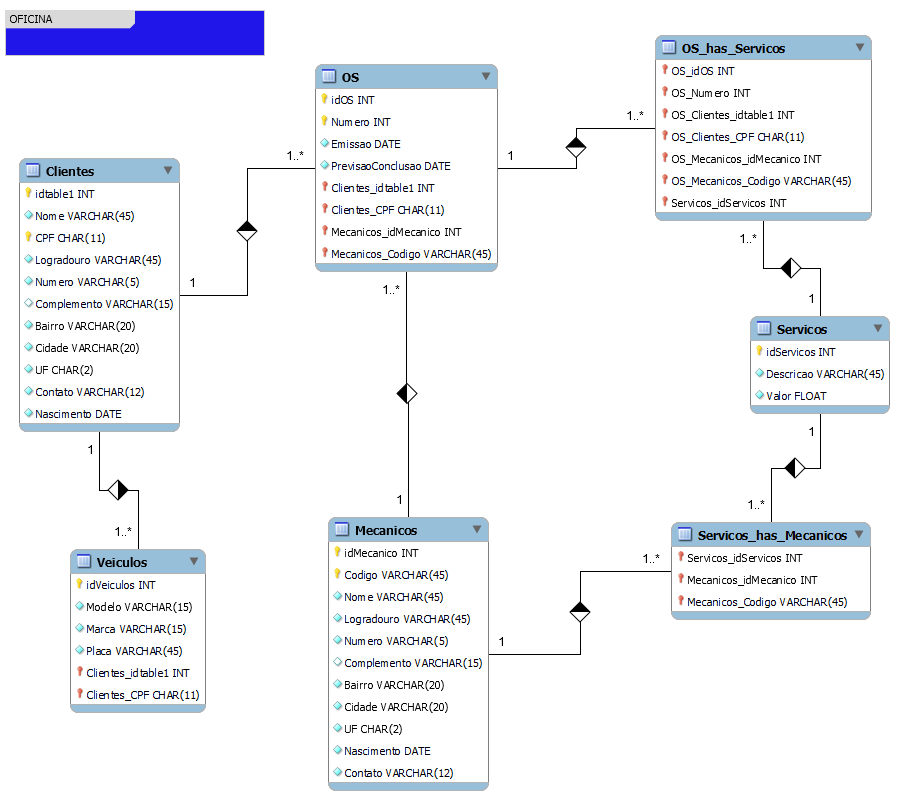 OFICINA
OS
idOS INT
Numero INT
Emissao DATE
PrevisaoConclusao DATE
Clientes_idtable1 INT
Clientes_CPF CHAR(11)
Mecanicos_idMecanico INT
Mecanicos_Codigo VARCHAR(45)
OS_has_Servicos
OS_idOS INT
OS_Numero INT
OS_Clientes_idtable1 INT
OS_Clientes_CPF CHAR(11)
OS_Mecanicos_idMecanico INT
OS_Mecanicos_Codigo VARCHAR(45)
Servicos_idServicos INT
1..*
1
1..*
1
Clientes
idtable1 INT
Nome VARCHAR(45)
CPF CHAR(11)
Logradouro VARCHAR(45)
Numero VARCHAR(5)
Complemento VARCHAR(15)
Bairro VARCHAR(20)
Cidade VARCHAR(20)
UF CHAR(2)
Contato VARCHAR(12)
Nascimento DATE
1..*
1
1..*
1
Servicos
idServicos INT
Descricao VARCHAR(45)
Valor FLOAT
1
1..*
1
1..*
Veiculos
idVeiculos INT
Modelo VARCHAR(15)
Marca VARCHAR(15)
Placa VARCHAR(45)
Clientes_idtable1 INT
Clientes_CPF CHAR(11)
Mecanicos
idMecanico INT
Codigo VARCHAR(45)
Nome VARCHAR(45)
Logradouro VARCHAR(45)
Numero VARCHAR(5)
Complemento VARCHAR(15)
Bairro VARCHAR(20)
Cidade VARCHAR(20)
UF CHAR(2)
Nascimento DATE
Contato VARCHAR(12)
1
1..*
Servicos_has_Mecanicos
Servicos_idServicos INT
Mecanicos_idMecanico INT
Mecanicos_Codigo VARCHAR(45)